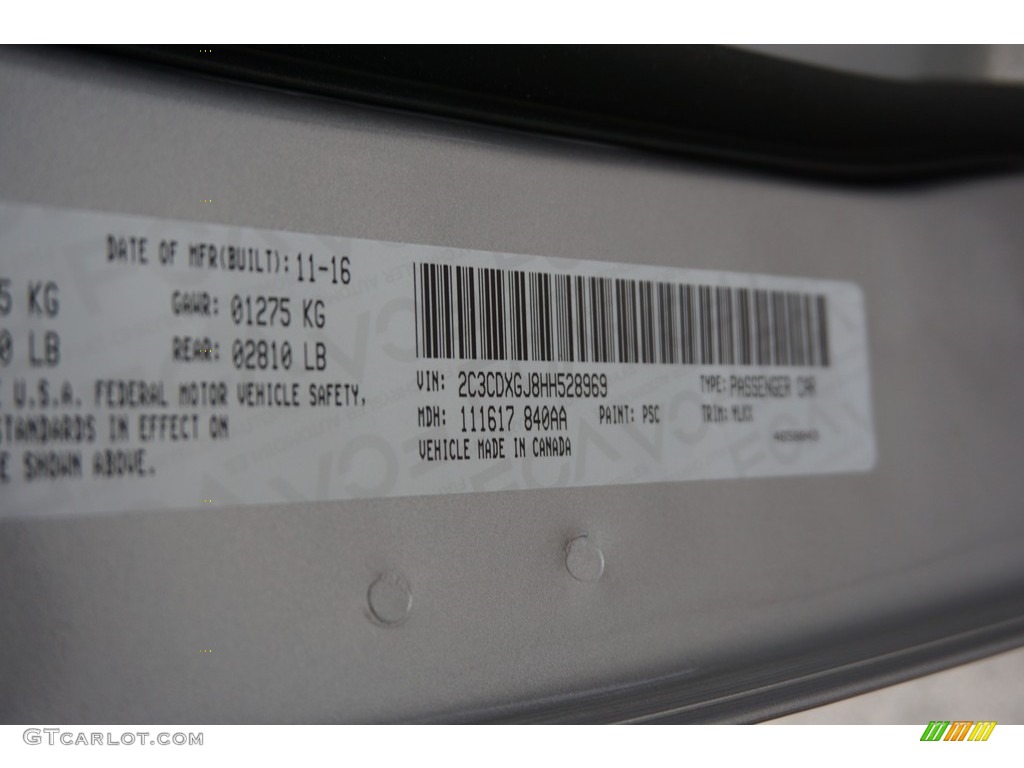 DATE OF MFR(BUILT): 11-16
5 KG GAWR: 01275 KG
0 LB REAR: 02810 LB
E U.S.A. FEDERAL MOTOR VEHICLE SAFETY,
STANDARDS IN EFFECT ON
E SHOWN ABOVE.
VIN: 2C3CDXGJ8HH528969 TYPE: PASSENGER CAR
MDH: 111617 840AA PAINT: PSC TRIM:
VEHICLE MADE IN CANADA
GTCARLOT.COM